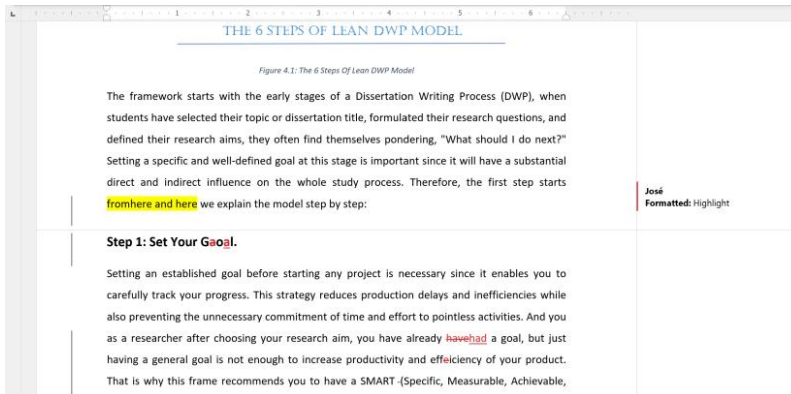 1 2 3 4 5 6
THE 6 STEPS OF LEAN DWP MODEL
Figure 4.1: The 6 Steps Of Lean DWP Model
The framework starts with the early stages of a Dissertation Writing Process (DWP), when
students have selected their topic or dissertation title, formulated their research questions, and
defined their research aims, they often find themselves pondering, "What should I do next?"
Setting a specific and well-defined goal at this stage is important since it will have a substantial
direct and indirect influence on the whole study process. Therefore, the first step starts
fromhere and here we explain the model step by step:
José
Formatted: Highlight
Step 1: Set Your Gaoal.
Setting an established goal before starting any project is necessary since it enables you to
carefully track your progress. This strategy reduces production delays and inefficiencies while
also preventing the unnecessary commitment of time and effort to pointless activities. And you
as a researcher after choosing your research aim, you have already havehad a goal, but just
having a general goal is not enough to increase productivity and effeiciency of your product.
That is why this frame recommends you to have a SMART (Specific, Measurable, Achievable,